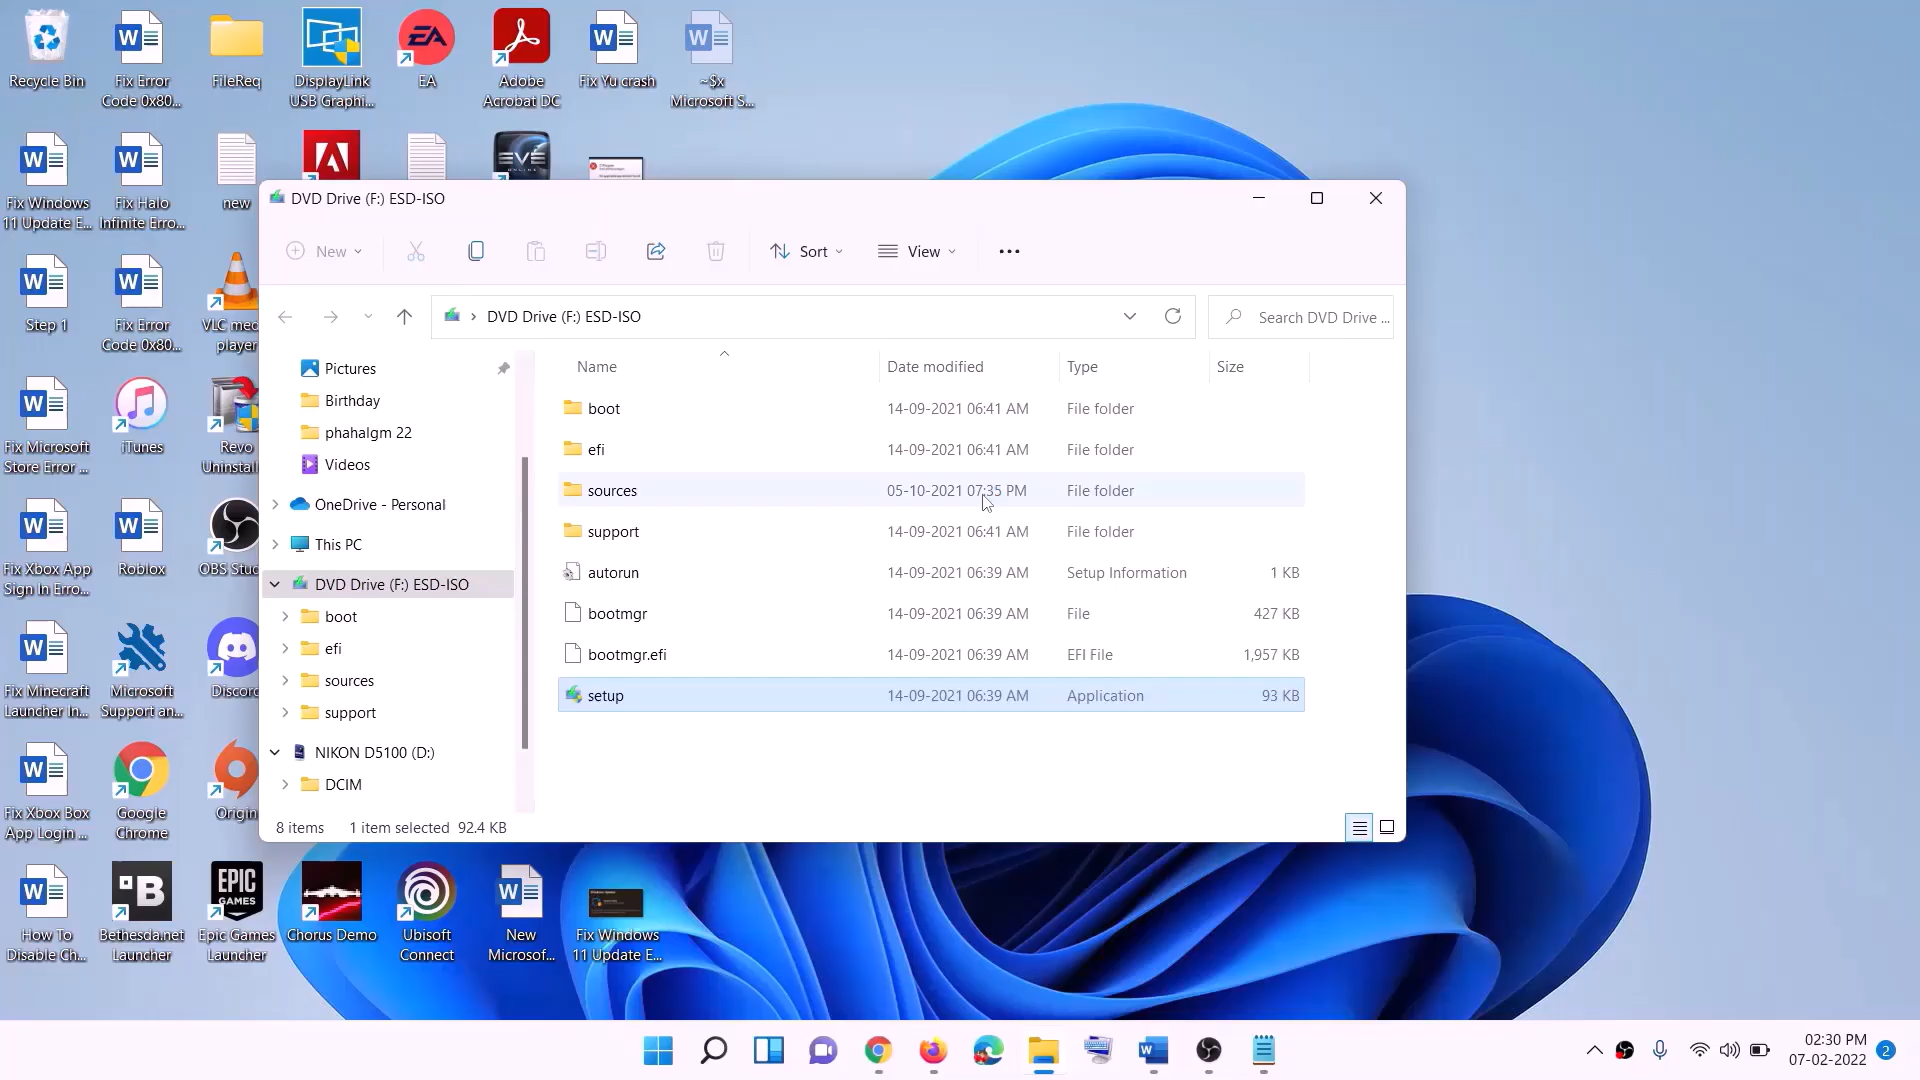 Recycle Bin
Fix Error
Code 0x80...
FileReq
DisplayLink
USB Graphi...
EA
Adobe
Acrobat DC
Fix Yu crash
~$x
Microsoft S...
Fix Windows
11 Update E...
Fix Halo
Infinite Erro...
new
EVE
ONLINE
Step 1
Fix Error
Code 0x80...
VLC med
player
Fix Microsoft
Store Error ...
iTunes
Revo
Uninstall
Fix Xbox App
Sign In Erro...
Roblox
OBS Stud
Fix Minecraft
Launcher In...
Microsoft
Support an...
Discord
Fix Xbox Box
App Login ...
Google
Chrome
Origin
How To
Disable Ch...
Bethesda.net
Launcher
EPIC
GAMES
Epic Games
Launcher
Chorus Demo
Ubisoft
Connect
New
Microsof...
Fix Windows
11 Update E...
DVD Drive (F:) ESD-ISO
New
Sort
View
DVD Drive (F:) ESD-ISO
Search DVD Drive ...
Pictures
Birthday
phahalgm 22
Videos
OneDrive - Personal
This PC
DVD Drive (F:) ESD-ISO
boot
efi
sources
support
NIKON D5100 (D:)
DCIM
Name Date modified Type Size
boot 14-09-2021 06:41 AM File folder
efi 14-09-2021 06:41 AM File folder
sources 05-10-2021 07:35 PM File folder
support 14-09-2021 06:41 AM File folder
autorun 14-09-2021 06:39 AM Setup Information 1 KB
bootmgr 14-09-2021 06:39 AM File 427 KB
bootmgr.efi 14-09-2021 06:39 AM EFI File 1,957 KB
setup 14-09-2021 06:39 AM Application 93 KB
8 items 1 item selected 92.4 KB
02:30 PM
07-02-2022
2